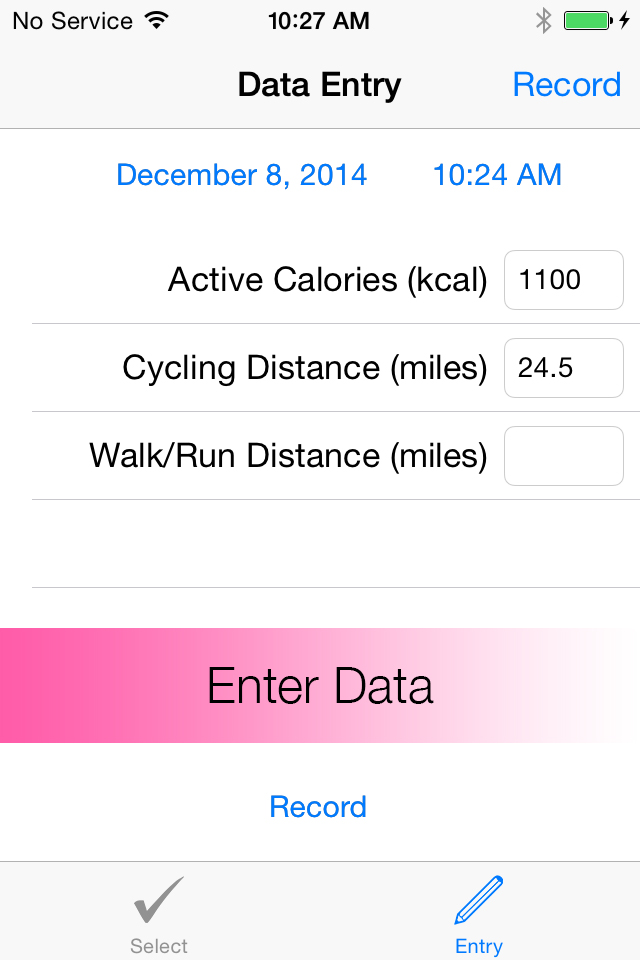 No Service 10:27 AM
Data Entry Record
December 8, 2014 10:24 AM
Active Calories (kcal) 1100
Cycling Distance (miles) 24.5
Walk/Run Distance (miles)
Enter Data
Record
Select Entry